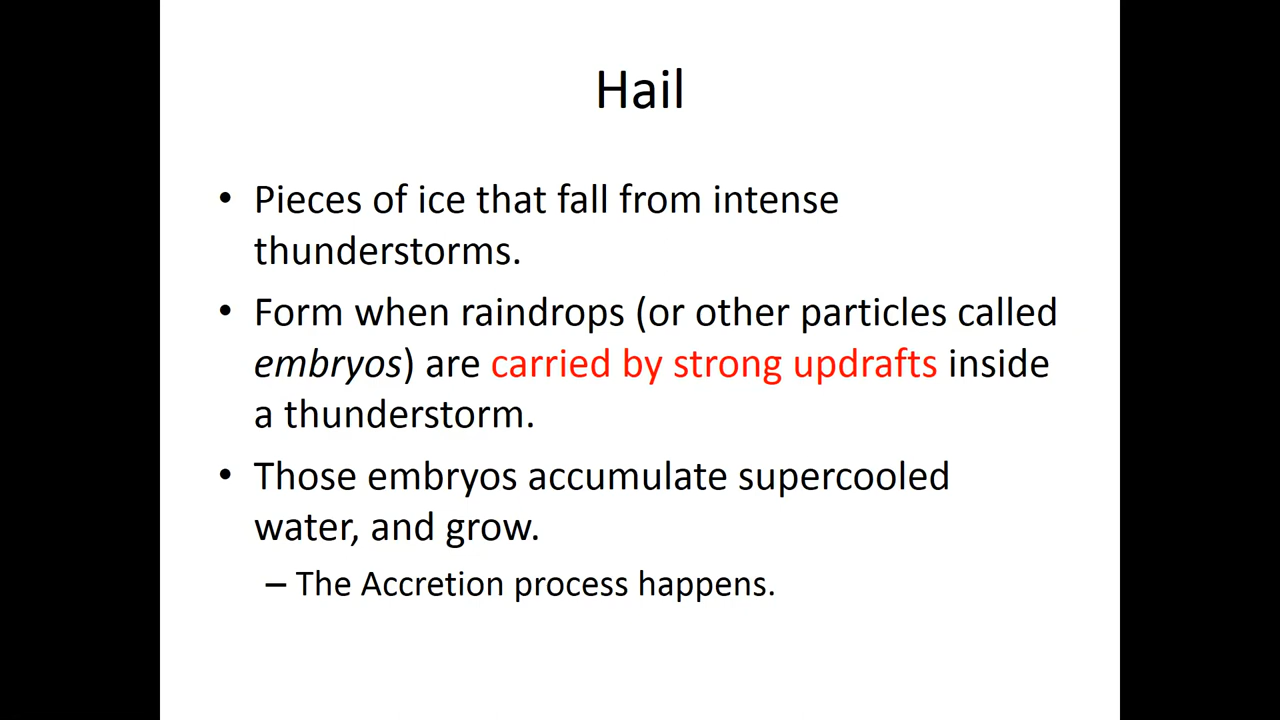 Hail
• Pieces of ice that fall from intense
thunderstorms.
• Form when raindrops (or other particles called
embryos) are carried by strong updrafts inside
a thunderstorm.
• Those embryos accumulate supercooled
water, and grow.
– The Accretion process happens.